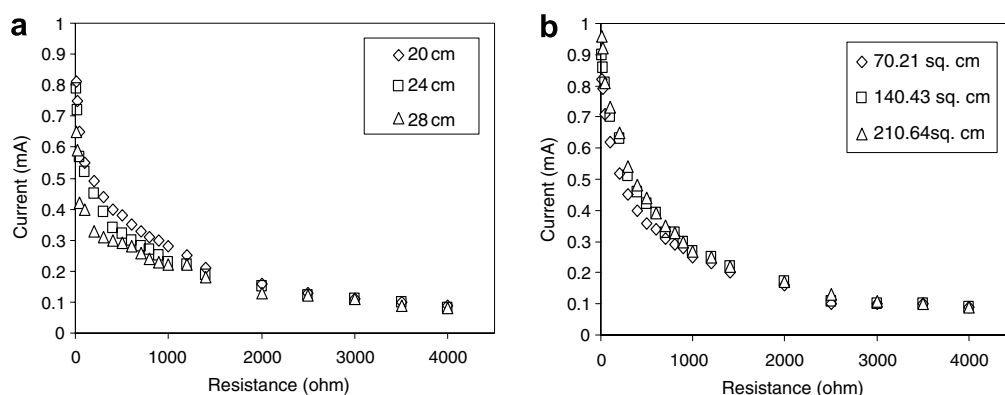 a
1
0.9
0.8
0.7
0.6
0.5
0.4
0.3
0.2
0.1
0
Current (mA)
20 cm
24 cm
28 cm
0 1000 2000 3000 4000
Resistance (ohm)
b
1
0.9
0.8
0.7
0.6
0.5
0.4
0.3
0.2
0.1
0
Current (mA)
70.21 sq. cm
140.43 sq. cm
210.64sq. cm
0 1000 2000 3000 4000
Resistance (ohm)